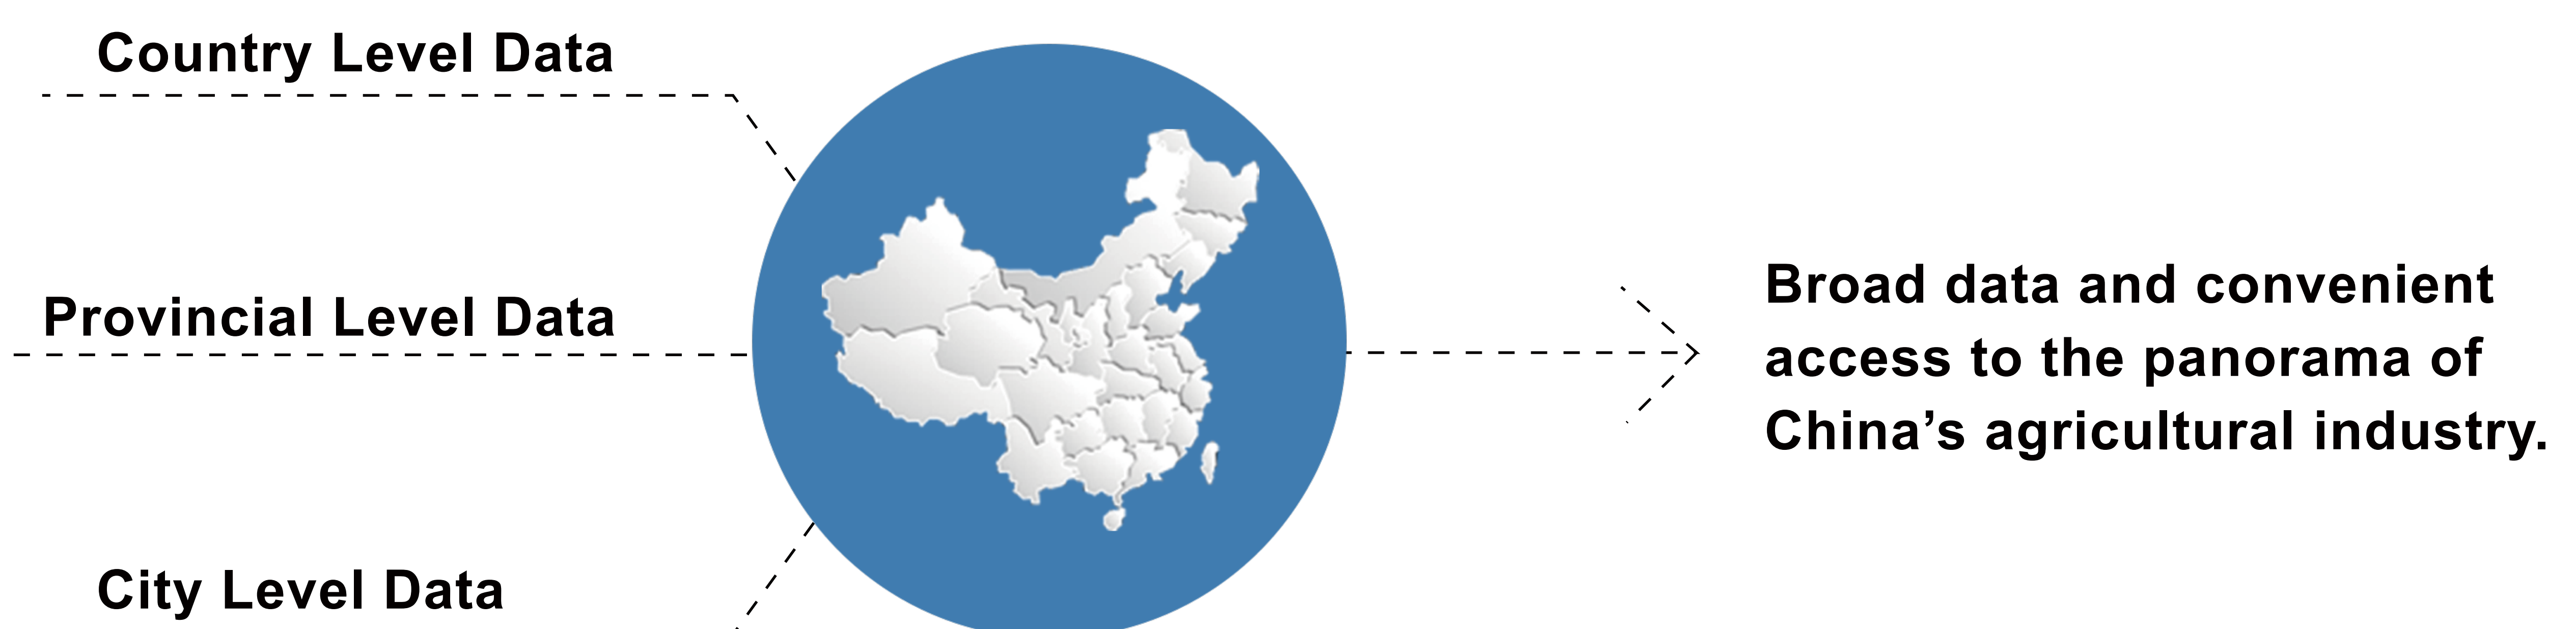 Country Level Data
Provincial Level Data
City Level Data
Broad data and convenient
access to the panorama of
China’s agricultural industry.